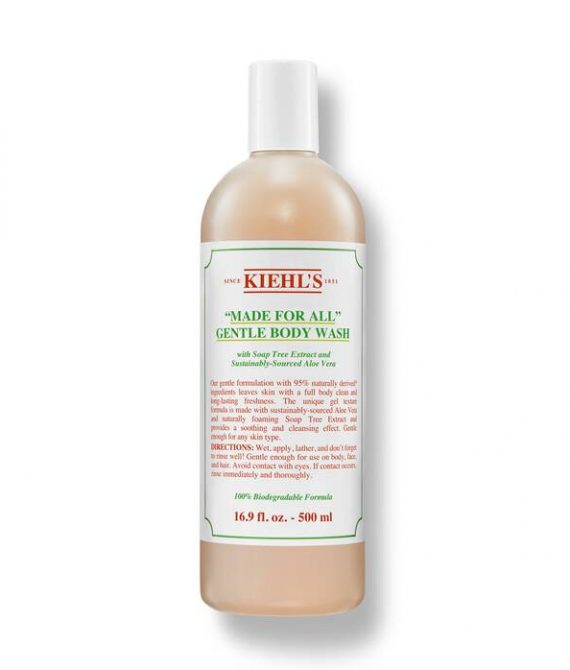 SINCE KIEHL'S 1851
"MADE FOR ALL"
GENTLE BODY WASH
with Soap Tree Extract and
Sustainably-Sourced Aloe Vera
Our gentle formulation with 95% naturally derived*
ingredients leaves skin with a full body clean and
long-lasting freshness. The unique gel texture
formula is made with sustainably-sourced Aloe Vera
and naturally foaming Soap Tree Extract and
provides a soothing and cleansing effect. Gentle
enough for any skin type.
DIRECTIONS: Wet, apply, lather, and don't forget
to rinse well! Gentle enough for use on body, face,
and hair. Avoid contact with eyes. If contact occurs,
rinse immediately and thoroughly.
100% Biodegradable Formula
16.9 fl. oz. - 500 ml